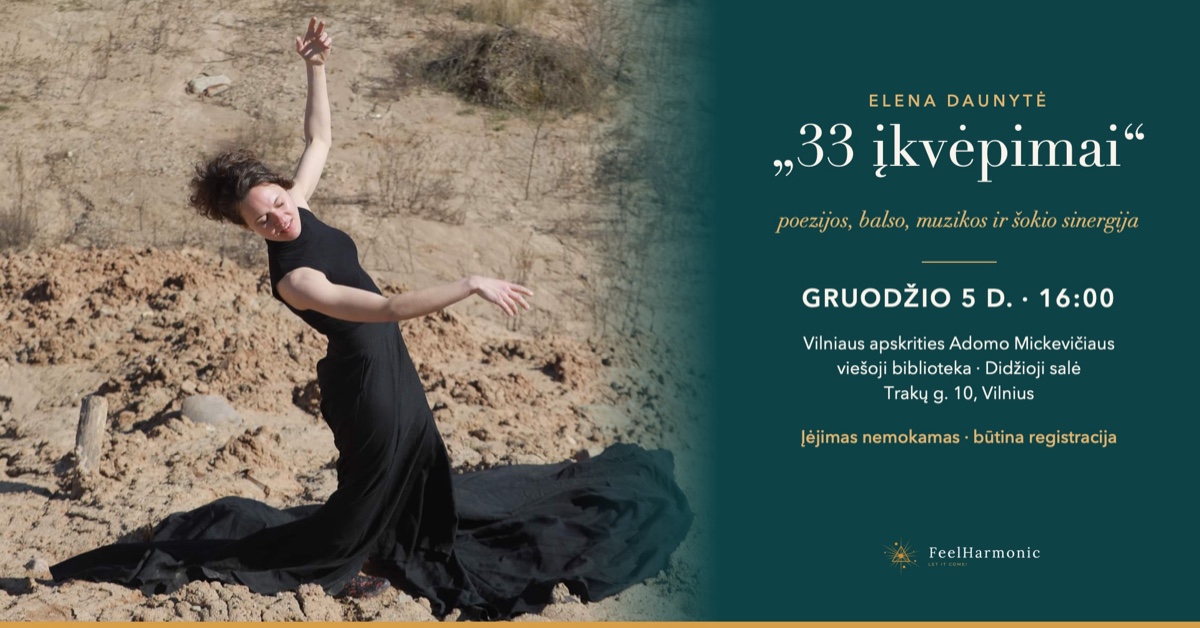 ELENA DAUNYTĖ
„33 įkvėpimai“
poezijos, balso, muzikos ir šokio sinergija
GRUODŽIO 5 D. · 16:00
Vilniaus apskrities Adomo Mickevičiaus
viešoji biblioteka · Didžioji salė
Trakų g. 10, Vilnius
Įėjimas nemokamas · būtina registracija
FeelHarmonic
LET IT COME!